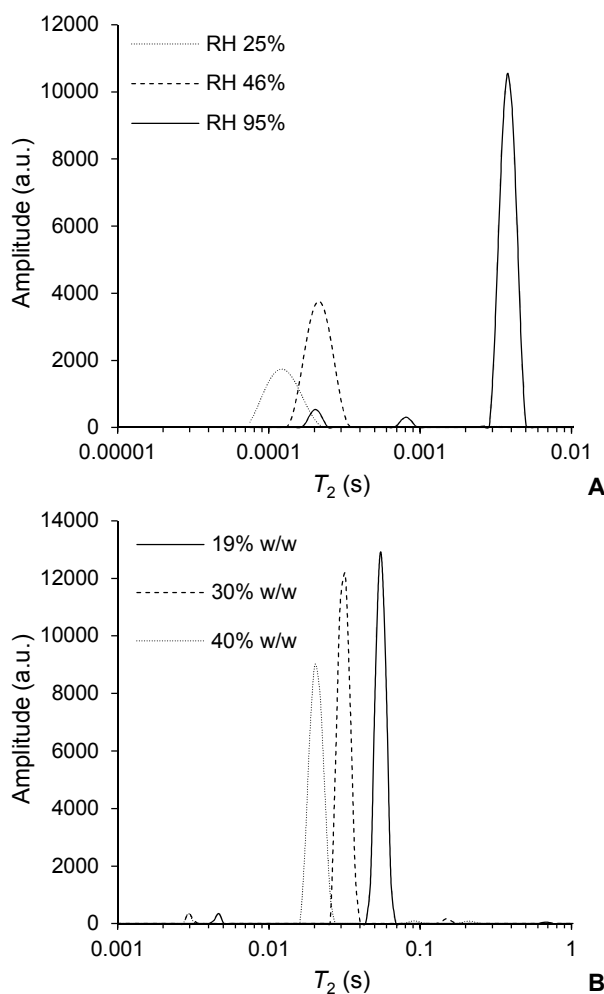 12000
10000
8000
6000
4000
2000
0
Amplitude (a.u.)
RH 25%
RH 46%
RH 95%
0.00001 0.0001 0.001 0.01
T2 (s)
A
14000
12000
10000
8000
6000
4000
2000
0
Amplitude (a.u.)
19% w/w
30% w/w
40% w/w
0.001 0.01 0.1 1
T2 (s)
B